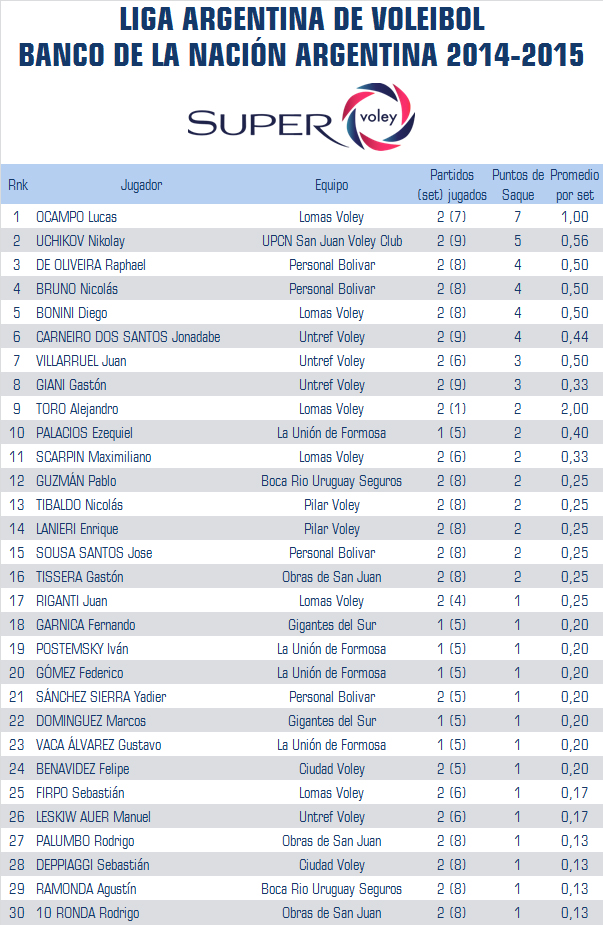 LIGA ARGENTINA DE VOLEIBOL
BANCO DE LA NACIÓN ARGENTINA 2014-2015
SUPER voley
Rnk Jugador Equipo Partidos (set) jugados Puntos de Saque Promedio por set
1 OCAMPO Lucas Lomas Voley 2 (7) 7 1,00
2 UCHIKOV Nikolay UPCN San Juan Voley Club 2 (9) 5 0,56
3 DE OLIVEIRA Raphael Personal Bolivar 2 (8) 4 0,50
4 BRUNO Nicolás Personal Bolivar 2 (8) 4 0,50
5 BONINI Diego Lomas Voley 2 (8) 4 0,50
6 CARNEIRO DOS SANTOS Jonadabe Untref Voley 2 (9) 4 0,44
7 VILLARRUEL Juan Untref Voley 2 (6) 3 0,50
8 GIANI Gastón Untref Voley 2 (9) 3 0,33
9 TORO Alejandro Lomas Voley 2 (1) 2 2,00
10 PALACIOS Ezequiel La Unión de Formosa 1 (5) 2 0,40
11 SCARPIN Maximiliano Lomas Voley 2 (6) 2 0,33
12 GUZMÁN Pablo Boca Rio Uruguay Seguros 2 (8) 2 0,25
13 TIBALDO Nicolás Pilar Voley 2 (8) 2 0,25
14 LANIERI Enrique Pilar Voley 2 (8) 2 0,25
15 SOUSA SANTOS Jose Personal Bolivar 2 (8) 2 0,25
16 TISSERA Gastón Obras de San Juan 2 (8) 2 0,25
17 RIGANTI Juan Lomas Voley 2 (4) 1 0,25
18 GARNICA Fernando Gigantes del Sur 1 (5) 1 0,20
19 POSTEMSKY Iván La Unión de Formosa 1 (5) 1 0,20
20 GÓMEZ Federico La Unión de Formosa 1 (5) 1 0,20
21 SÁNCHEZ SIERRA Yadier Personal Bolivar 2 (5) 1 0,20
22 DOMINGUEZ Marcos Gigantes del Sur 1 (5) 1 0,20
23 VACA ÁLVAREZ Gustavo La Unión de Formosa 1 (5) 1 0,20
24 BENAVIDEZ Felipe Ciudad Voley 2 (5) 1 0,20
25 FIRPO Sebastián Lomas Voley 2 (6) 1 0,17
26 LESKIW AUER Manuel Untref Voley 2 (6) 1 0,17
27 PALUMBO Rodrigo Obras de San Juan 2 (8) 1 0,13
28 DEPPIAGGI Sebastián Ciudad Voley 2 (8) 1 0,13
29 RAMONDA Agustín Boca Rio Uruguay Seguros 2 (8) 1 0,13
30 10 RONDA Rodrigo Obras de San Juan 2 (8) 1 0,13